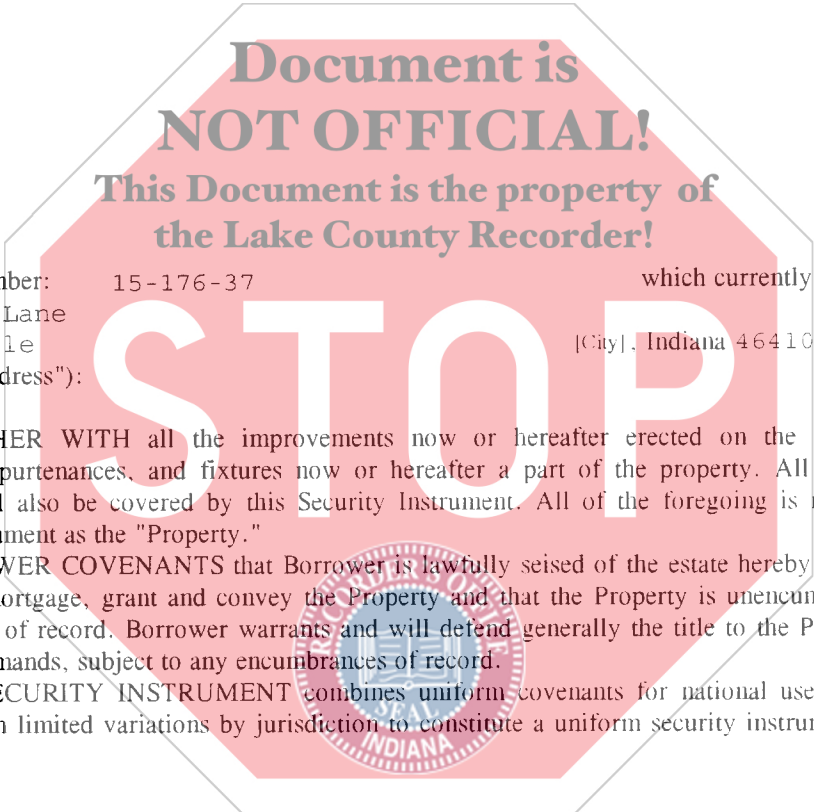 Document is
NOT OFFICIAL!
This Document is the property of
the Lake County Recorder!
mber: 15-176-37 which currently
Lane
le [City], Indiana 46410
dress"):
STOP
HER WITH all the improvements now or hereafter erected on the
purtenances, and fixtures now or hereafter a part of the property. All
l also be covered by this Security Instrument. All of the foregoing is
ument as the "Property."
WER COVENANTS that Borrower is lawfully seised of the estate hereby
ortgage, grant and convey the Property and that the Property is unencum
of record. Borrower warrants and will defend generally the title to the P
mands, subject to any encumbrances of record.
ECURITY INSTRUMENT combines uniform covenants for national use
limited variations by jurisdiction to constitute a uniform security instrum
RECORDER'S OFFICE
SEAL
INDIANA